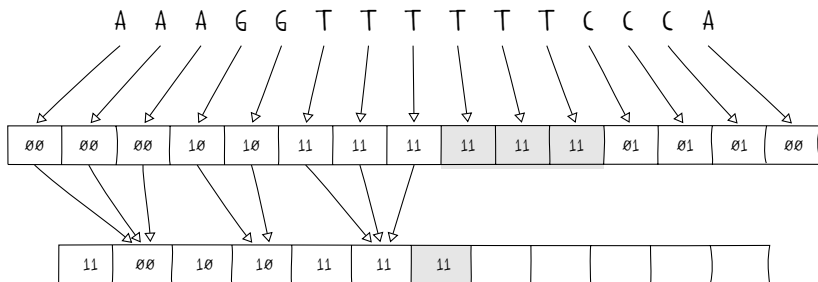 A A A G G T T T T T T C C C A
00 00 00 10 10 11 11 11 11 11 11 01 01 01 00
11 00 10 10 11 11 11